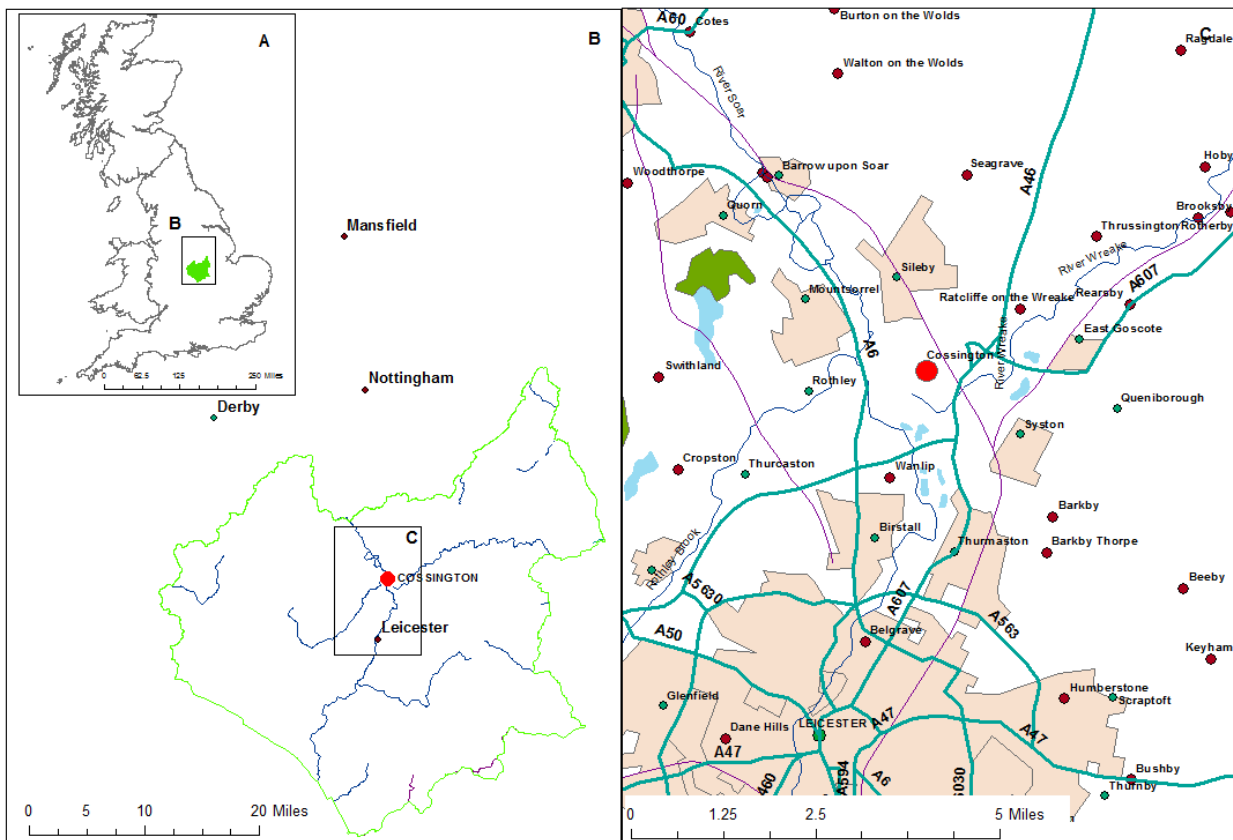 A
B
0 62.5 125 250 Miles
B
Mansfield
Nottingham
Derby
C
COSSINGTON
Leicester
0 5 10 20 Miles
A60
Cotes
Burton on the Wolds
C
Ragdale
Walton on the Wolds
River Soar
Hoby
Barrow upon Soar
Seagrave
A46
Woodthorpe
Quorn
Brooksby
Thrussington
Rotherby
River Wreake
Sileby
A607
Mountsorrel
Ratcliffe on the Wreake
Rearsby
East Goscote
A6
River Wreake
Cossington
Swithland
Rothley
Queniborough
Syston
Cropston
Thurcaston
Wanlip
Barkby
Birstall
Thurmaston
Barkby Thorpe
Rothley Brook
Beeby
A5630
A607
A563
A50
Belgrave
Keyham
Glenfield
Humberstone
Scraptoft
LEICESTER
A47
Dane Hills
A47
A47
Bushby
Thurnby
A594
A6
6030
460
0 1.25 2.5 5 Miles